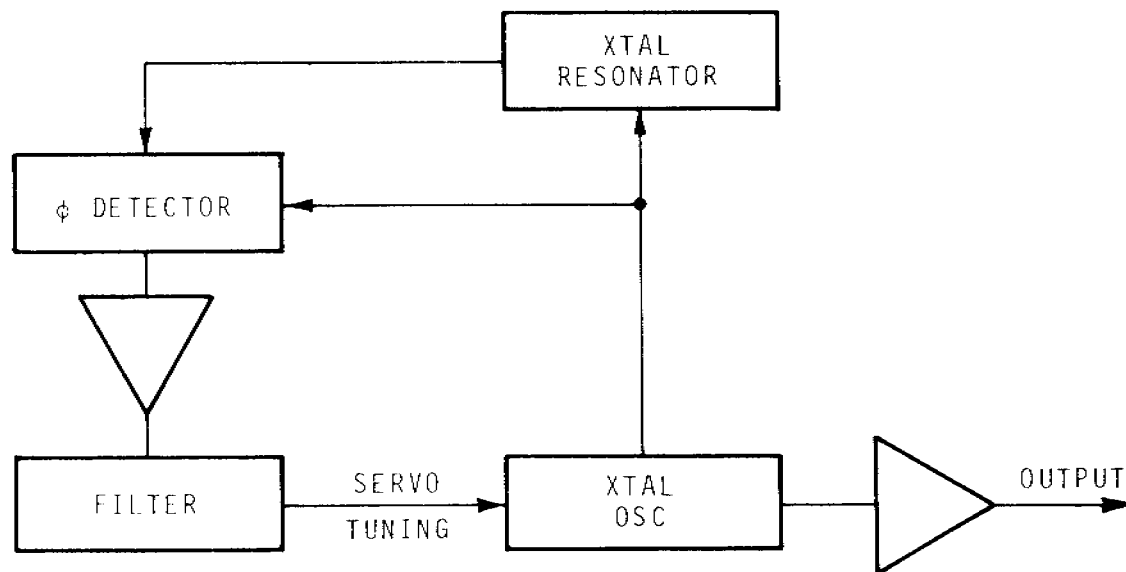 XTAL
RESONATOR
ϕ DETECTOR
FILTER
SERVO
TUNING
XTAL
OSC
OUTPUT